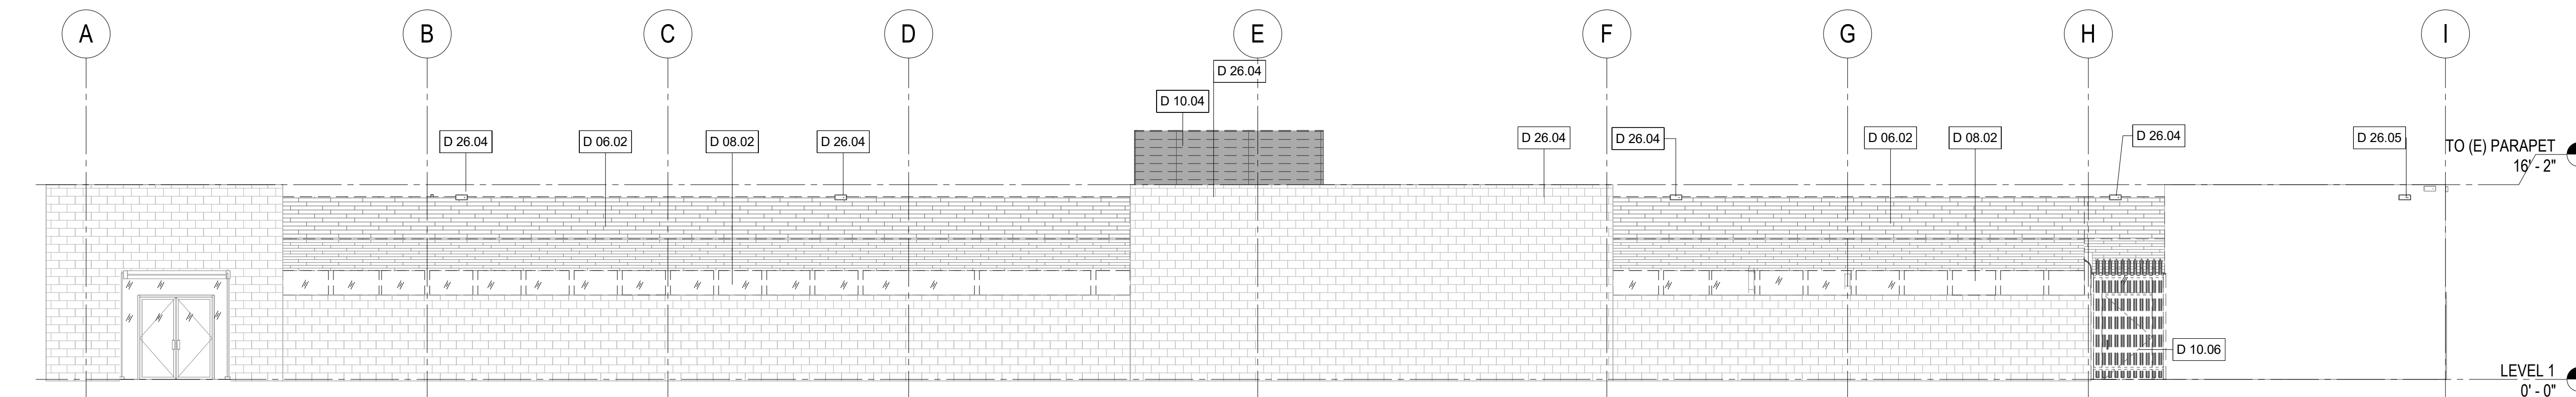 A B C D E F G H I
D 26.04
D 10.04
D 26.04 D 06.02 D 08.02 D 26.04 D 26.04 D 26.04 D 06.02 D 08.02 D 26.04 D 26.05
TO (E) PARAPET
16' - 2"
D 10.06
LEVEL 1
0' - 0"